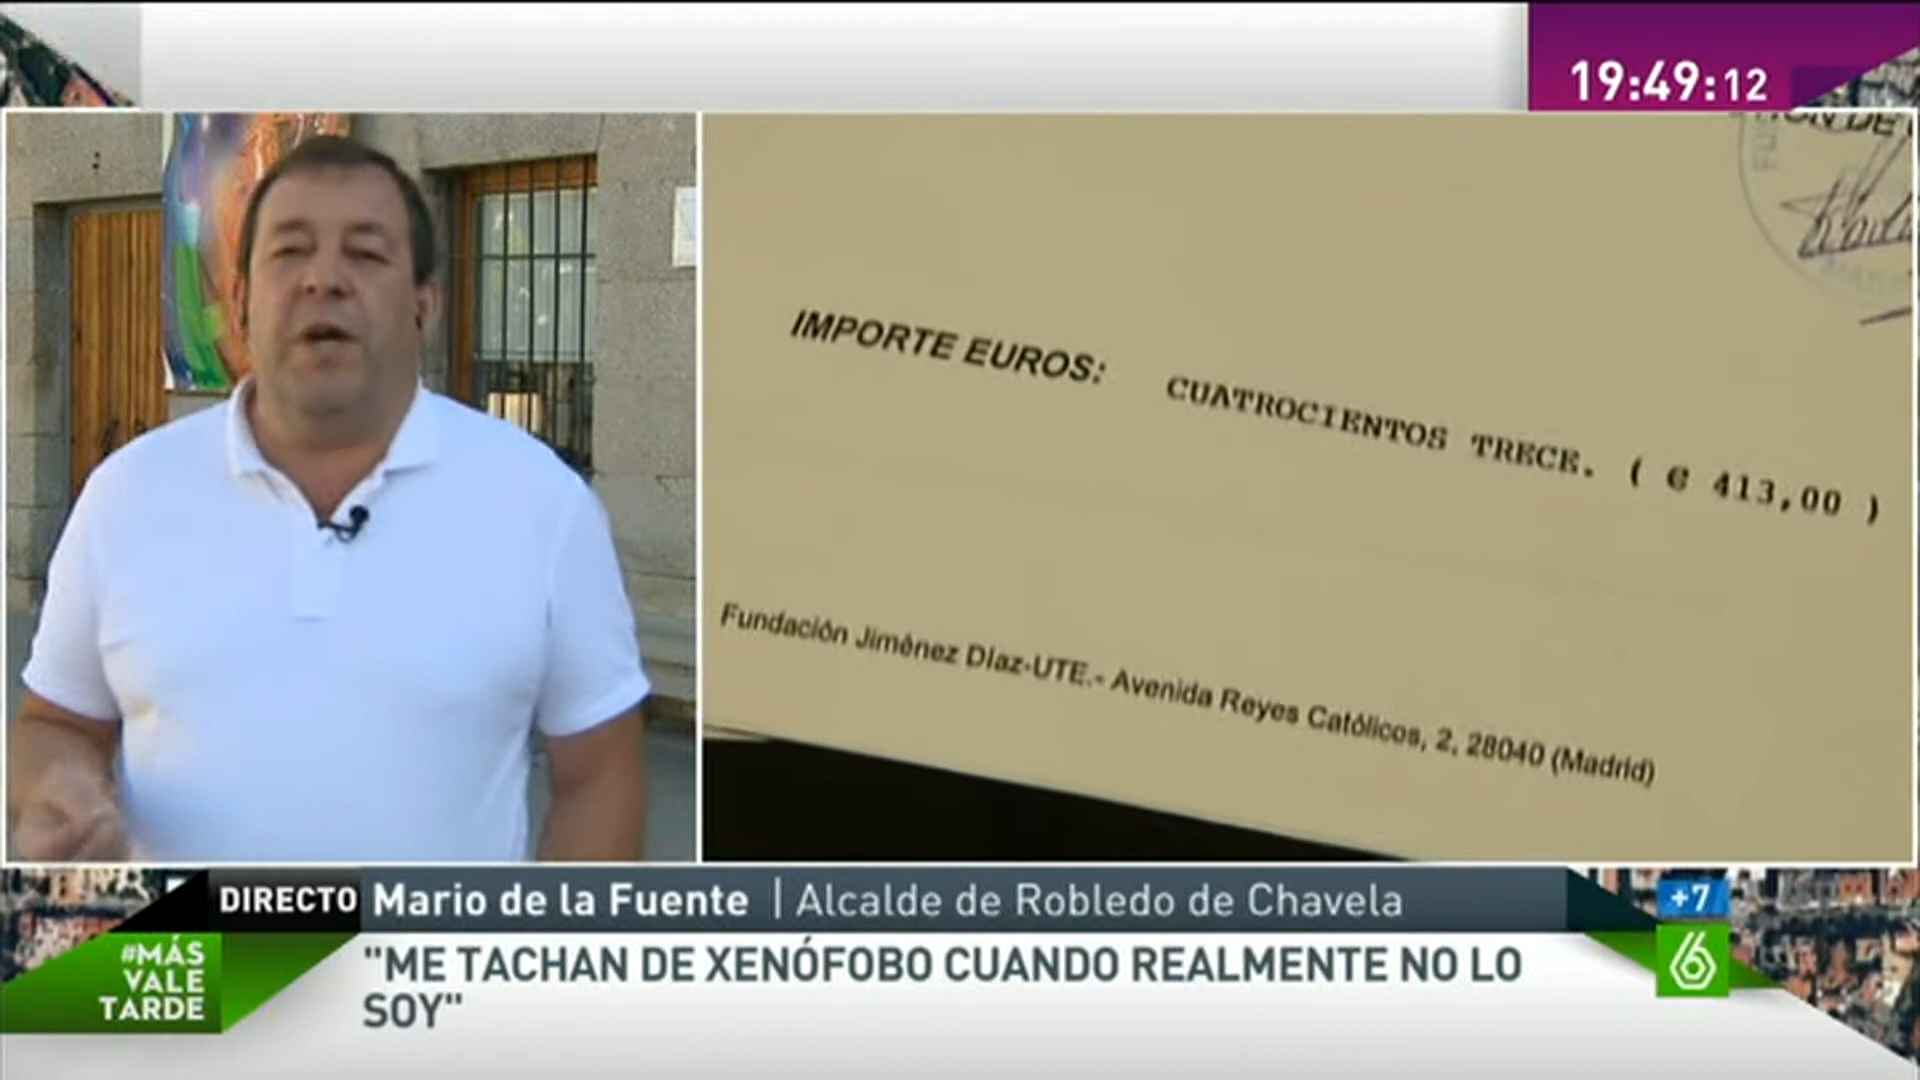 19:49:12
IÓN DE
IMPORTE EUROS: CUATROCIENTOS TRECE. ( € 413,00 )
Fundación Jiménez Díaz-UTE.- Avenida Reyes Católicos, 2, 28040 (Madrid)
DIRECTO Mario de la Fuente | Alcalde de Robledo de Chavela
+7
#MÁS
VALE
TARDE
"ME TACHAN DE XENÓFOBO CUANDO REALMENTE NO LO
SOY"
6